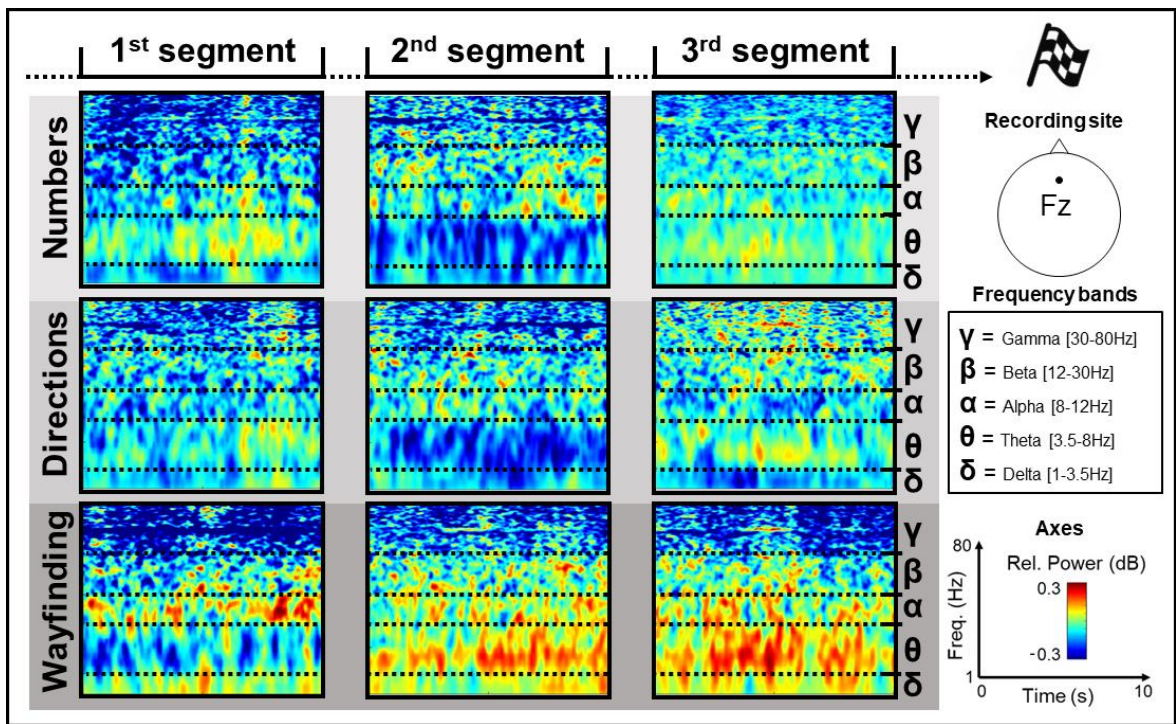 1st segment
2nd segment
3rd segment
Numbers
γ
β
α
θ
δ
Directions
γ
β
α
θ
δ
Wayfinding
γ
β
α
θ
δ
Recording site
Fz
Frequency bands
γ = Gamma [30-80Hz]
β = Beta [12-30Hz]
α = Alpha [8-12Hz]
θ = Theta [3.5-8Hz]
δ = Delta [1-3.5Hz]
Axes
80
Rel. Power (dB)
0.3
-0.3
Freq. (Hz)
1
0
10
Time (s)